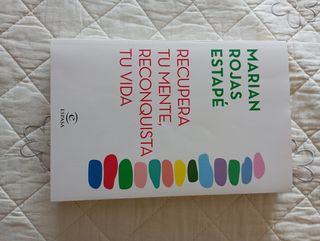 MARIAN
ROJAS
ESTAPÉ
RECUPERA
TU MENTE,
RECONQUISTA
TU VIDA
ESPASA